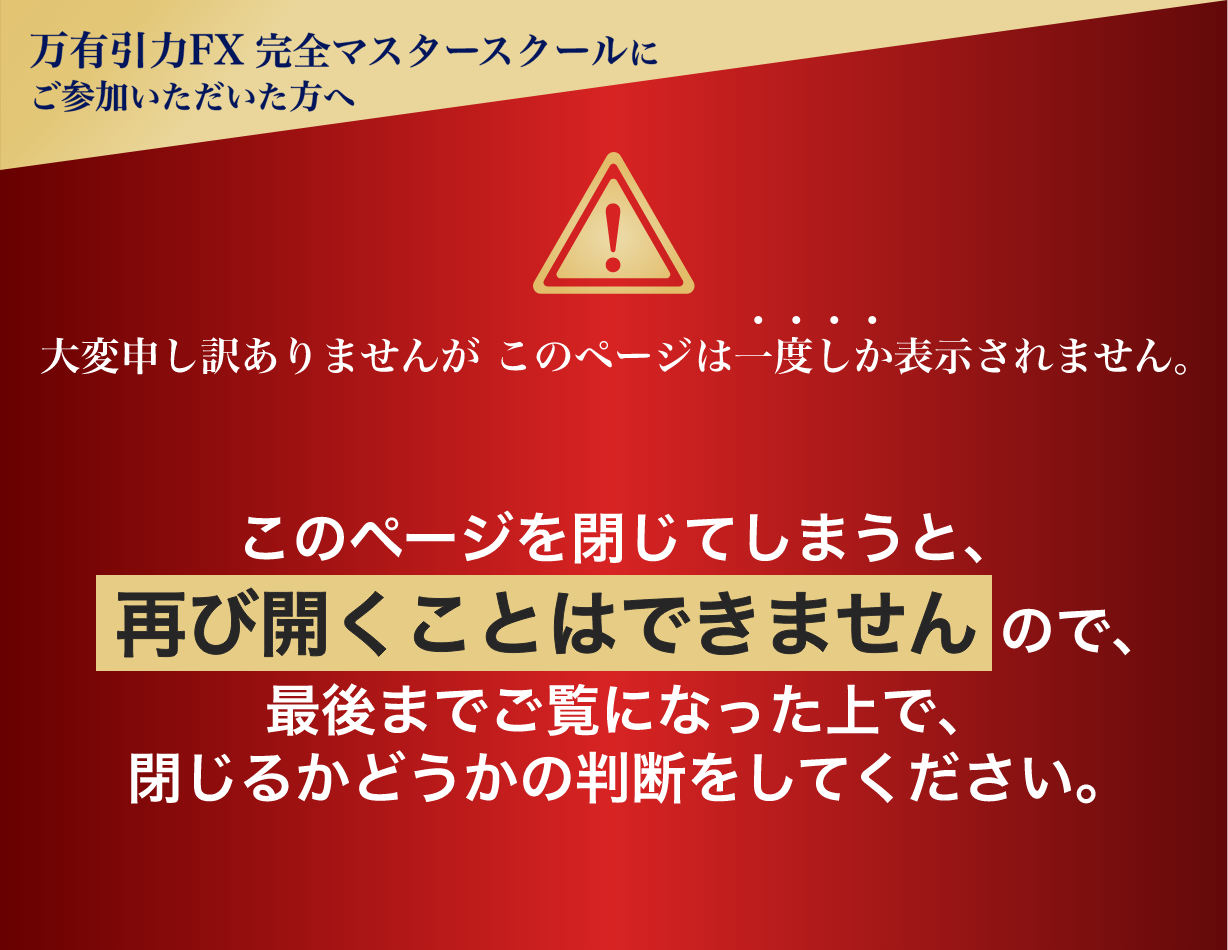 万有引力FX 完全マスタースクールに
ご参加いただいた方へ
大変申し訳ありませんが このページは一度しか表示されません。
このページを閉じてしまうと、
再び開くことはできませんので、
最後までご覧になった上で、
閉じるかどうかの判断をしてください。